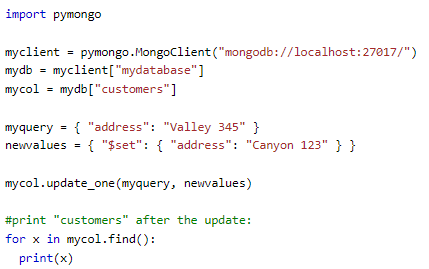 import pymongo

myclient = pymongo.MongoClient("mongodb://localhost:27017/")
mydb = myclient["mydatabase"]
mycol = mydb["customers"]

myquery = { "address": "Valley 345" }
newvalues = { "$set": { "address": "Canyon 123" } }

mycol.update_one(myquery, newvalues)

#print "customers" after the update:
for x in mycol.find():
  print(x)